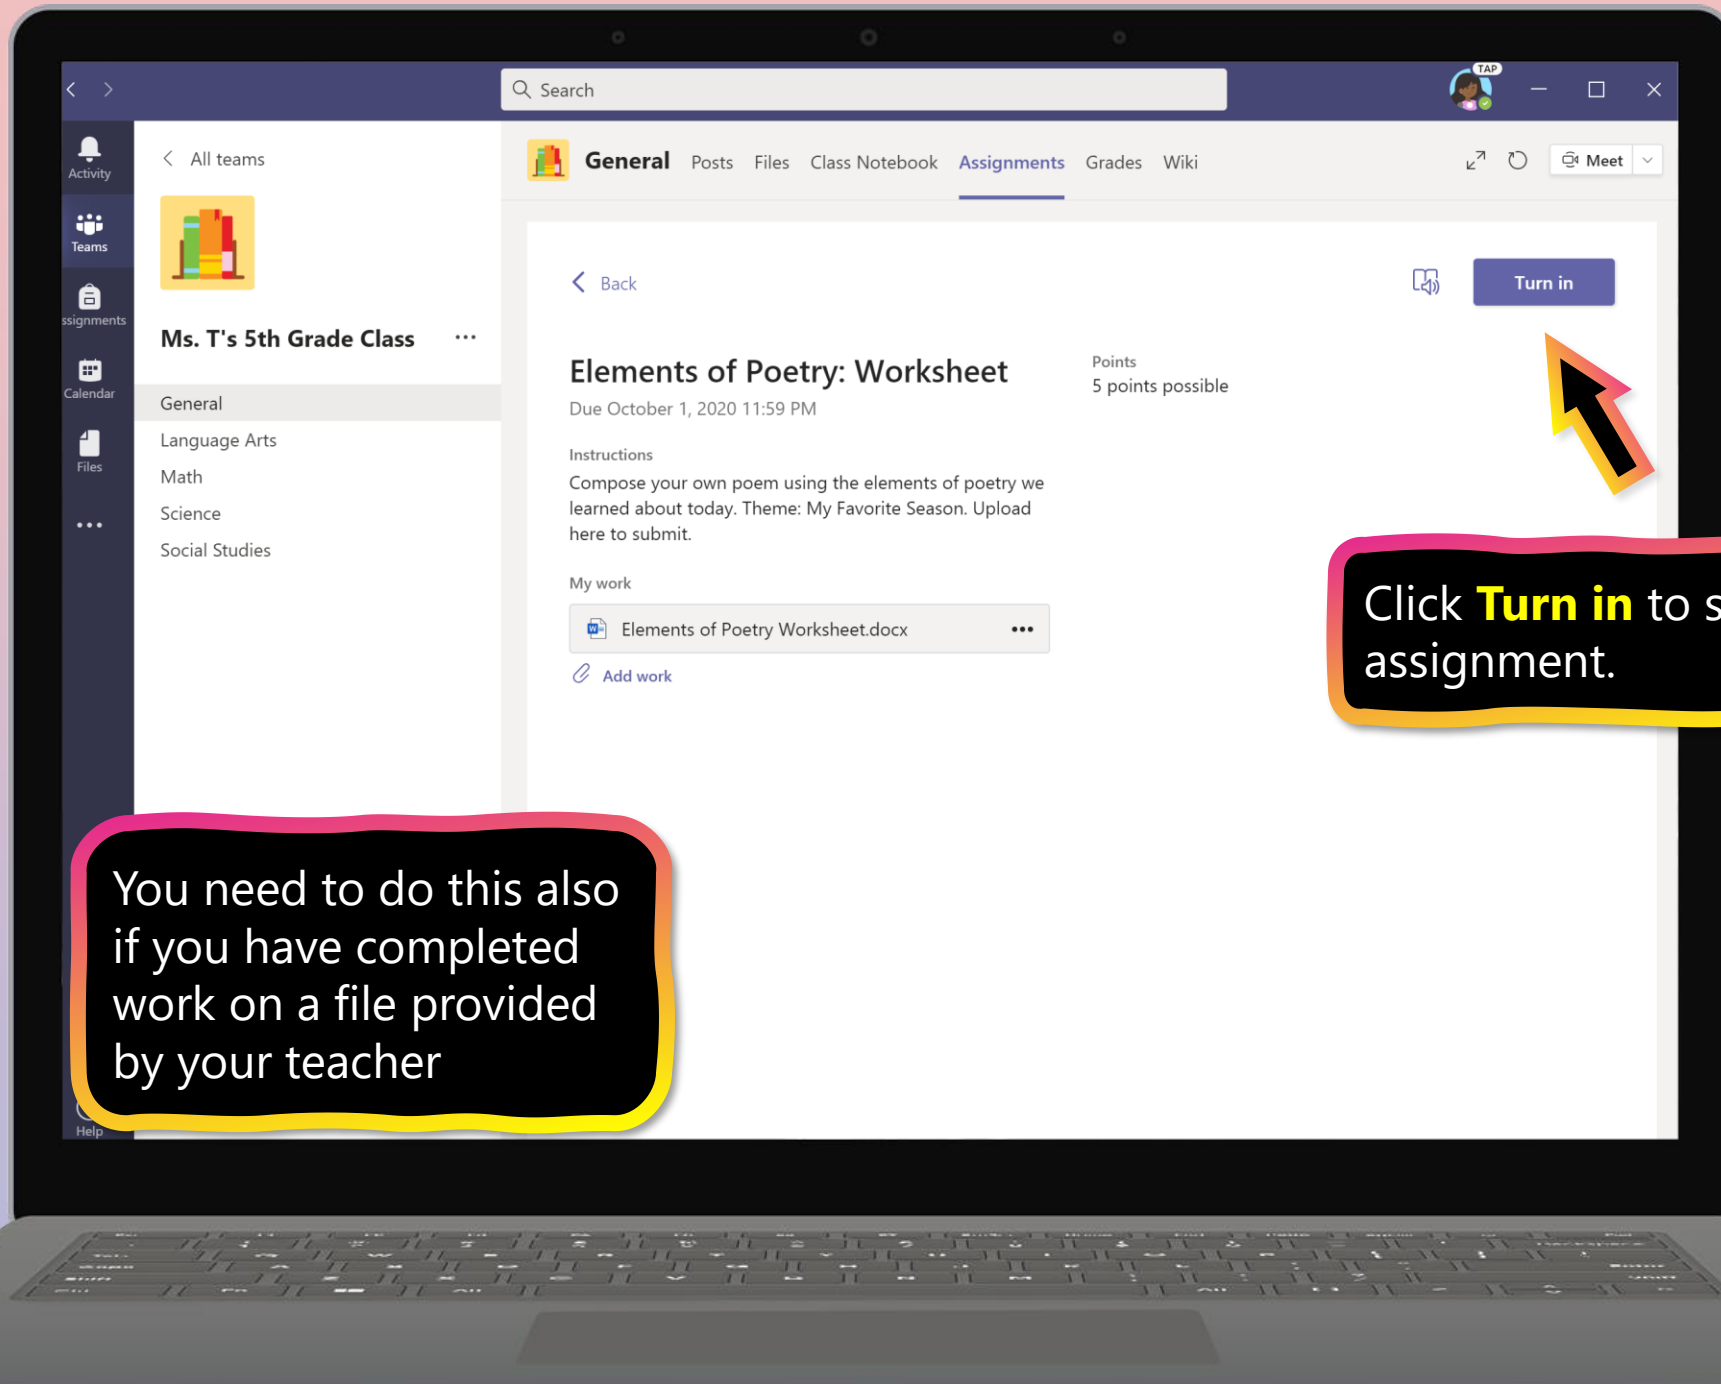 Search
TAP
Activity
Teams
ssignments
Calendar
Files
Help
All teams
Ms. T's 5th Grade Class
General
Language Arts
Math
Science
Social Studies
General Posts Files Class Notebook Assignments Grades Wiki
Meet
Back
Turn in
Elements of Poetry: Worksheet
Due October 1, 2020 11:59 PM
Points
5 points possible
Instructions
Compose your own poem using the elements of poetry we
learned about today. Theme: My Favorite Season. Upload
here to submit.
My work
Elements of Poetry Worksheet.docx
Add work
Click Turn in to s
assignment.
You need to do this also
if you have completed
work on a file provided
by your teacher